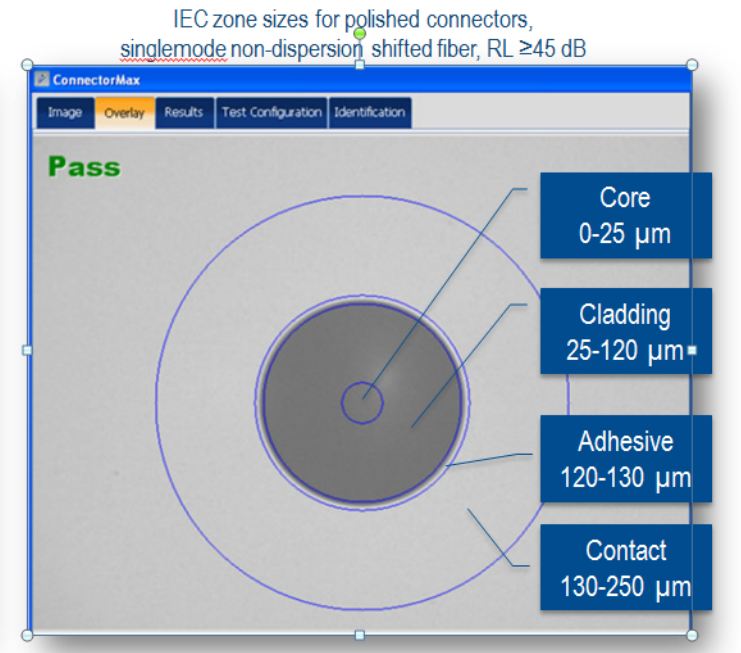 IEC zone sizes for polished connectors,
singlemode non-dispersion shifted fiber, RL ≥45 dB
ConnectorMax
Image Overlay Results Test Configuration Identification
Pass
Core
0-25 µm
Cladding
25-120 µm
Adhesive
120-130 µm
Contact
130-250 µm